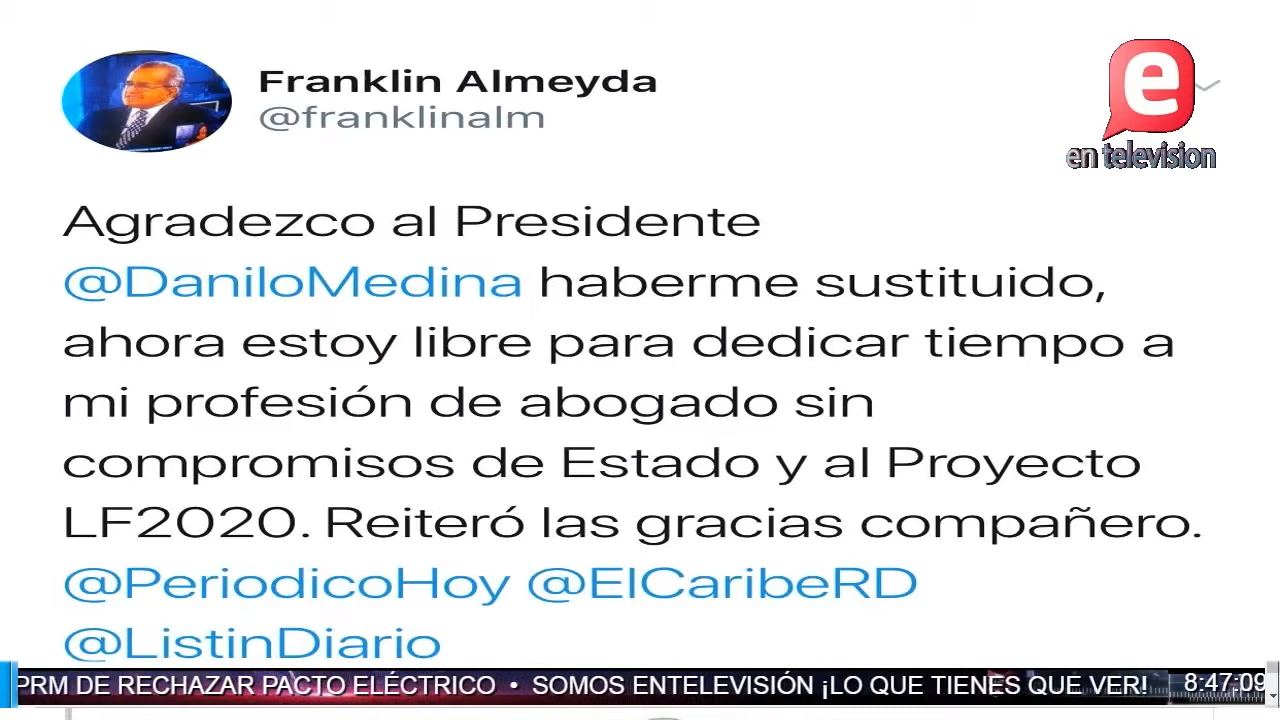 Franklin Almeyda
@franklinalm
e
en television
Agradezco al Presidente
@DaniloMedina haberme sustituido,
ahora estoy libre para dedicar tiempo a
mi profesión de abogado sin
compromisos de Estado y al Proyecto
LF2020. Reiteró las gracias compañero.
@PeriodicoHoy @ElCaribeRD
@ListinDiario
PRM DE RECHAZAR PACTO ELÉCTRICO • SOMOS ENTELEVISIÓN ¡LO QUE TIENES QUE VER! 8:47:09